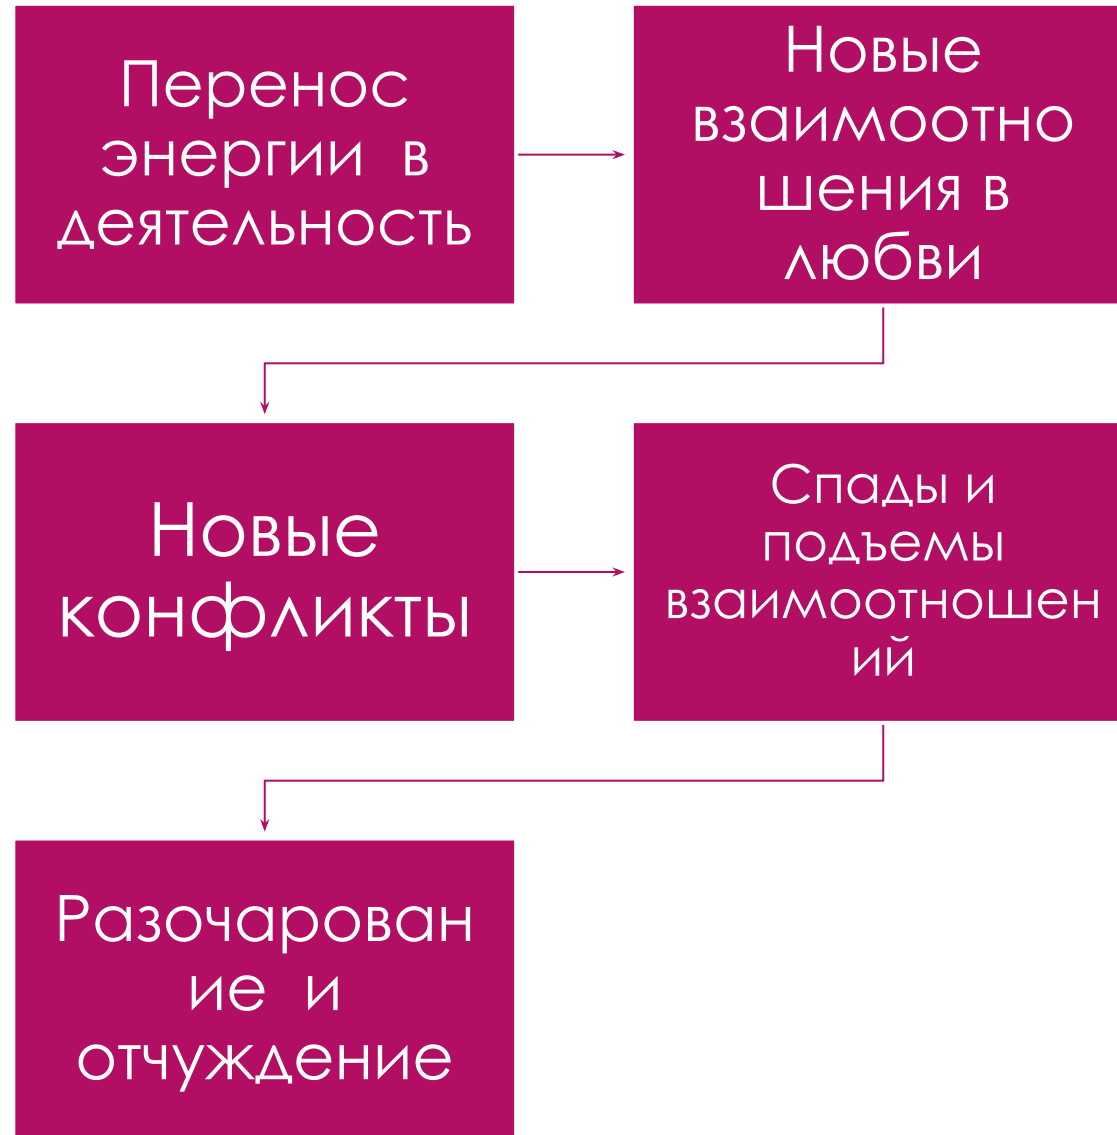 Перенос
энергии в
деятельность
Новые
взаимоотно
шения в
любви
Новые
конфликты
Спады и
подъемы
взаимоотношен
ий
Разочарован
ие и
отчуждение